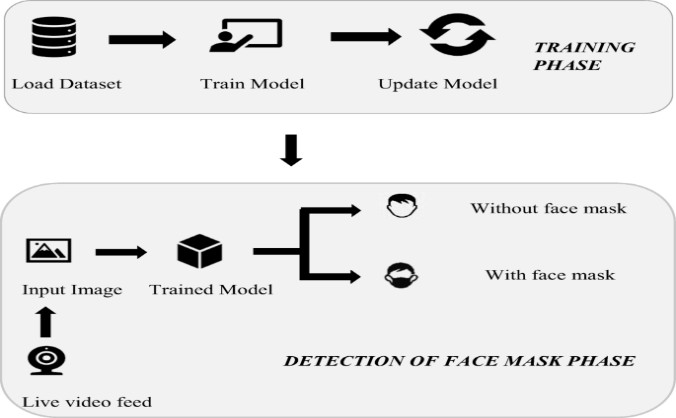 Load Dataset
Train Model
Update Model
TRAINING
PHASE
Without face mask
With face mask
Input Image
Trained Model
DETECTION OF FACE MASK PHASE
Live video feed